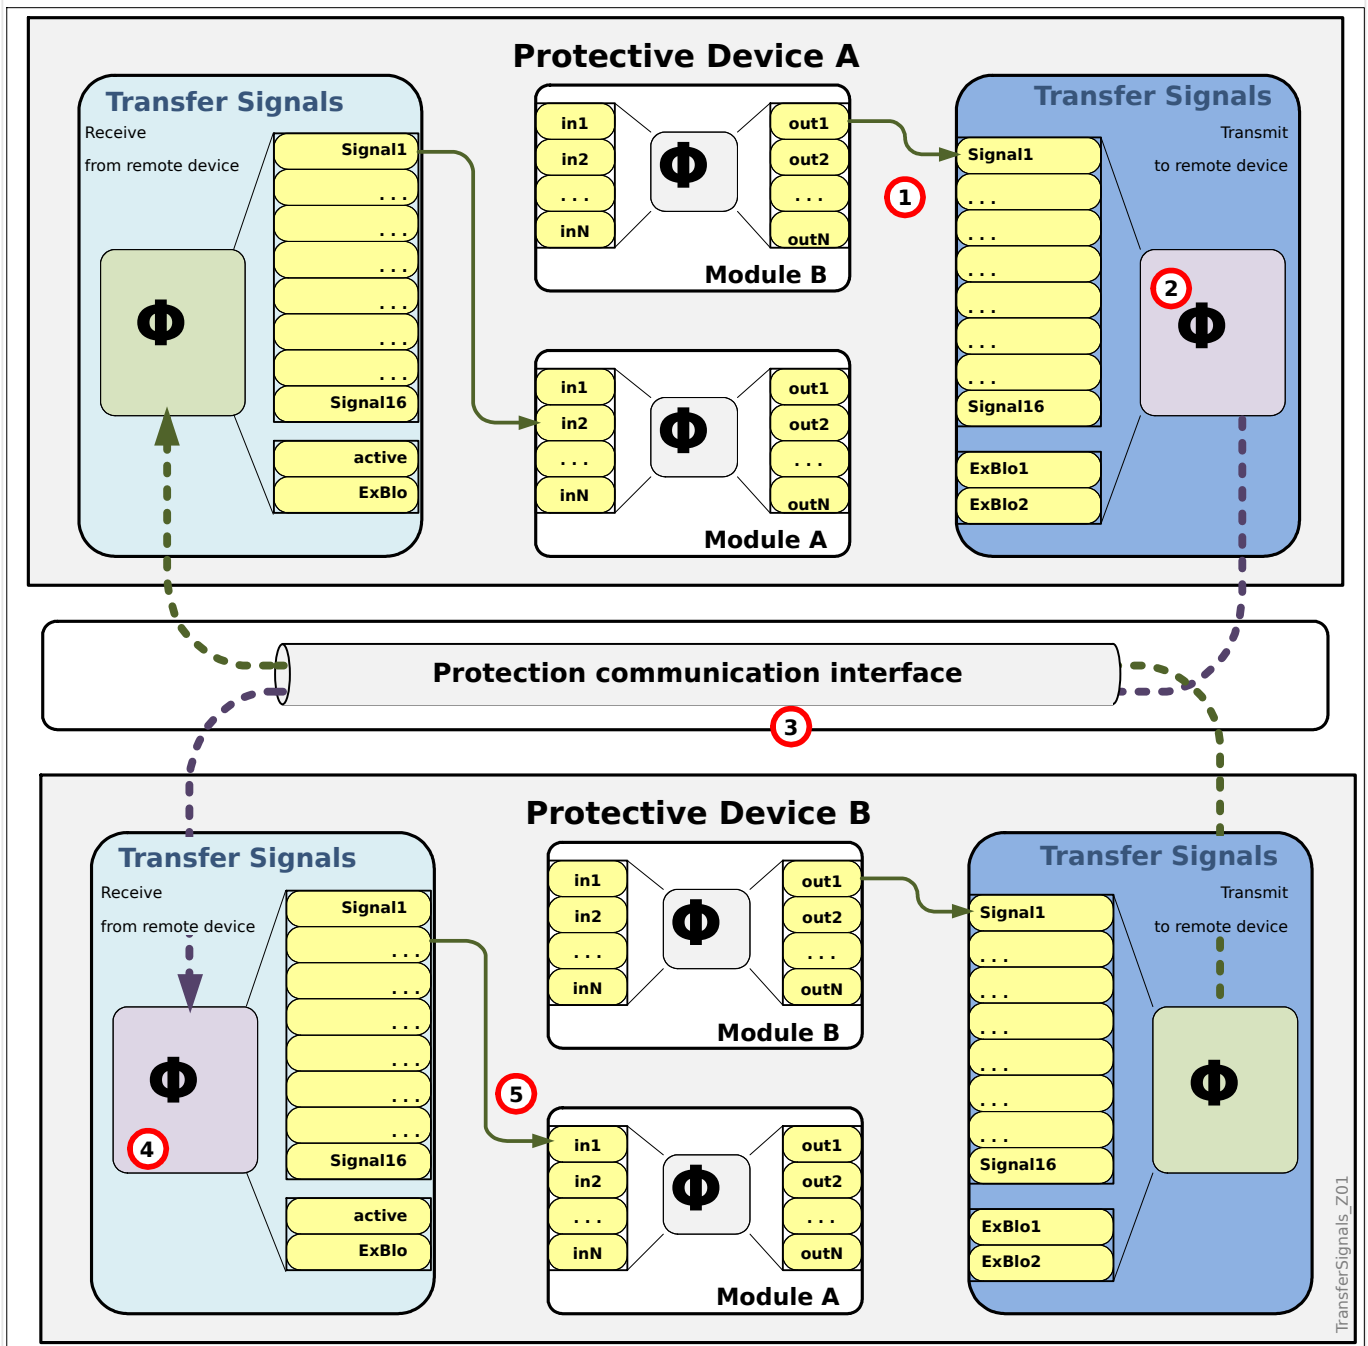 Protective Device A
Transfer Signals
Receive
from remote device
Signal1
. . .
. . .
. . .
. . .
. . .
. . .
Signal16
active
ExBlo
Φ
in1
in2
. . .
inN
Φ
out1
out2
. . .
outN
Module B
in1
in2
. . .
inN
Φ
out1
out2
. . .
outN
Module A
1
Transfer Signals
Transmit
to remote device
Signal1
. . .
. . .
. . .
. . .
. . .
. . .
Signal16
ExBlo1
ExBlo2
2
Φ
Protection communication interface
3
Protective Device B
Transfer Signals
Receive
from remote device
Signal1
. . .
. . .
. . .
. . .
. . .
. . .
Signal16
active
ExBlo
Φ
4
5
in1
in2
. . .
inN
Φ
out1
out2
. . .
outN
Module B
in1
in2
. . .
inN
Φ
out1
out2
. . .
outN
Module A
Transfer Signals
Transmit
to remote device
Signal1
. . .
. . .
. . .
. . .
. . .
. . .
Signal16
ExBlo1
ExBlo2
Φ
TransferSignals_Z01